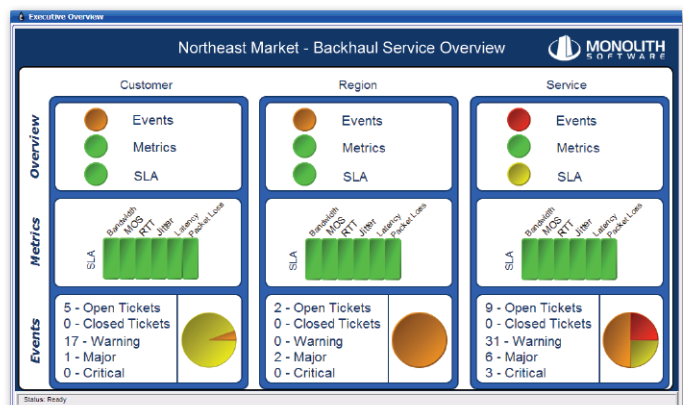 Executive Overview
Northeast Market - Backhaul Service Overview
MONOLITH
SOFTWARE
Customer
Region
Service
Overview
Events
Metrics
SLA
Events
Metrics
SLA
Events
Metrics
SLA
Metrics
SLA
Bandwidth
MOS
RTT
Jitter
Latency
Packet Loss
SLA
Bandwidth
MOS
RTT
Jitter
Latency
Packet Loss
SLA
Bandwidth
MOS
RTT
Jitter
Latency
Packet Loss
Events
5 - Open Tickets
0 - Closed Tickets
17 - Warning
1 - Major
0 - Critical
2 - Open Tickets
0 - Closed Tickets
0 - Warning
2 - Major
0 - Critical
9 - Open Tickets
0 - Closed Tickets
31 - Warning
6 - Major
3 - Critical
Status: Ready